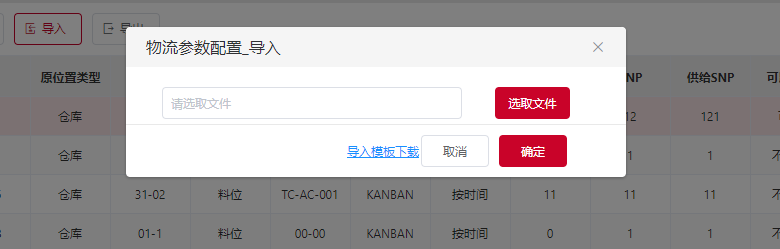 导入 导出
物流参数配置_导入
原位置类型 NP 供给SNP 可
请选取文件 选取文件
仓库 12 121
导入模板下载 取消 确定
仓库 1 1 不
仓库 31-02 料位 TC-AC-001 KANBAN 按时间 11 11 11 不
仓库 01-1 料位 00-00 KANBAN 按时间 0 1 1 不